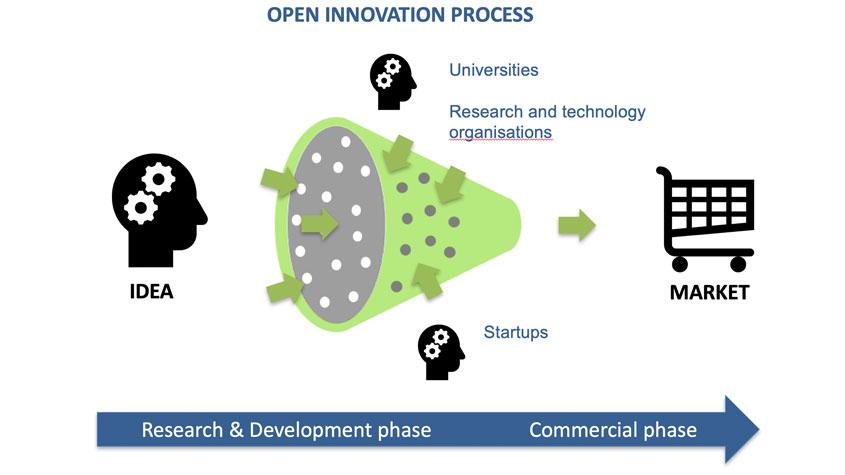 OPEN INNOVATION PROCESS
Universities
Research and technology
organisations
IDEA
MARKET
Startups
Research & Development phase
Commercial phase